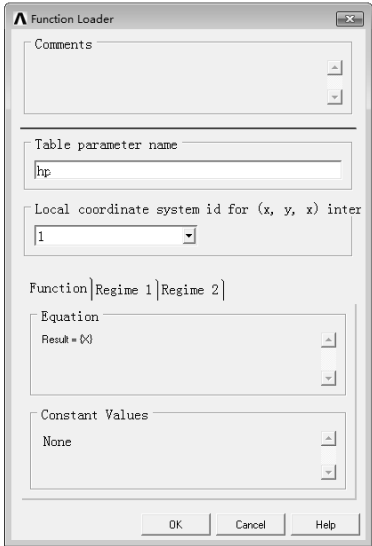 Function Loader
Comments
Table parameter name
hp
Local coordinate system id for (x, y, x) inter
1
Function Regime 1 Regime 2
Equation
Result = {X}
Constant Values
None
OK Cancel Help